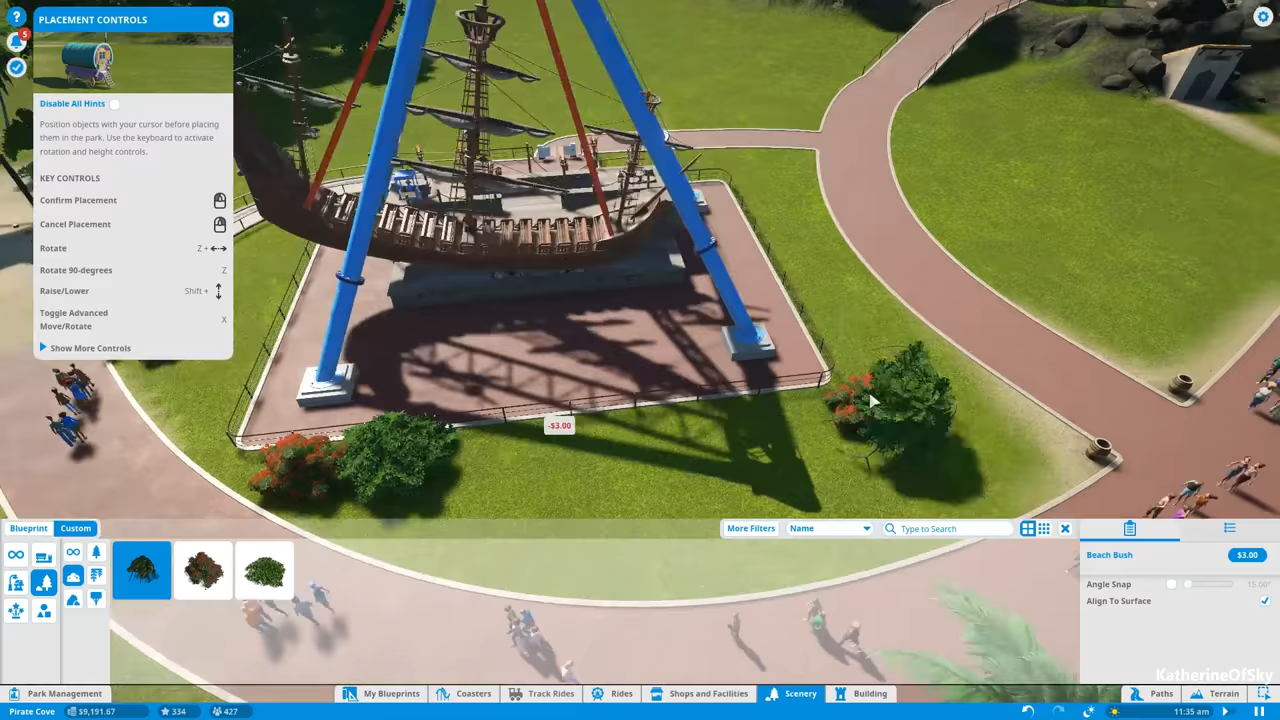 PLACEMENT CONTROLS
5
Disable All Hints
Position objects with your cursor before placing
them in the park. Use the keyboard to activate
rotation and height controls.
KEY CONTROLS
Confirm Placement
Cancel Placement
Rotate Z +
Rotate 90-degrees Z
Raise/Lower Shift +
Toggle Advanced
Move/Rotate X
Show More Controls
-$3.00
Blueprint Custom
More Filters Name Type to Search
Beach Bush $3.00
Angle Snap 15.00°
Align To Surface
KatherineOfSky
Park Management My Blueprints Coasters Track Rides Rides Shops and Facilities Scenery Building Paths Terrain
Pirate Cove $9,191.67 334 427 11:35 am